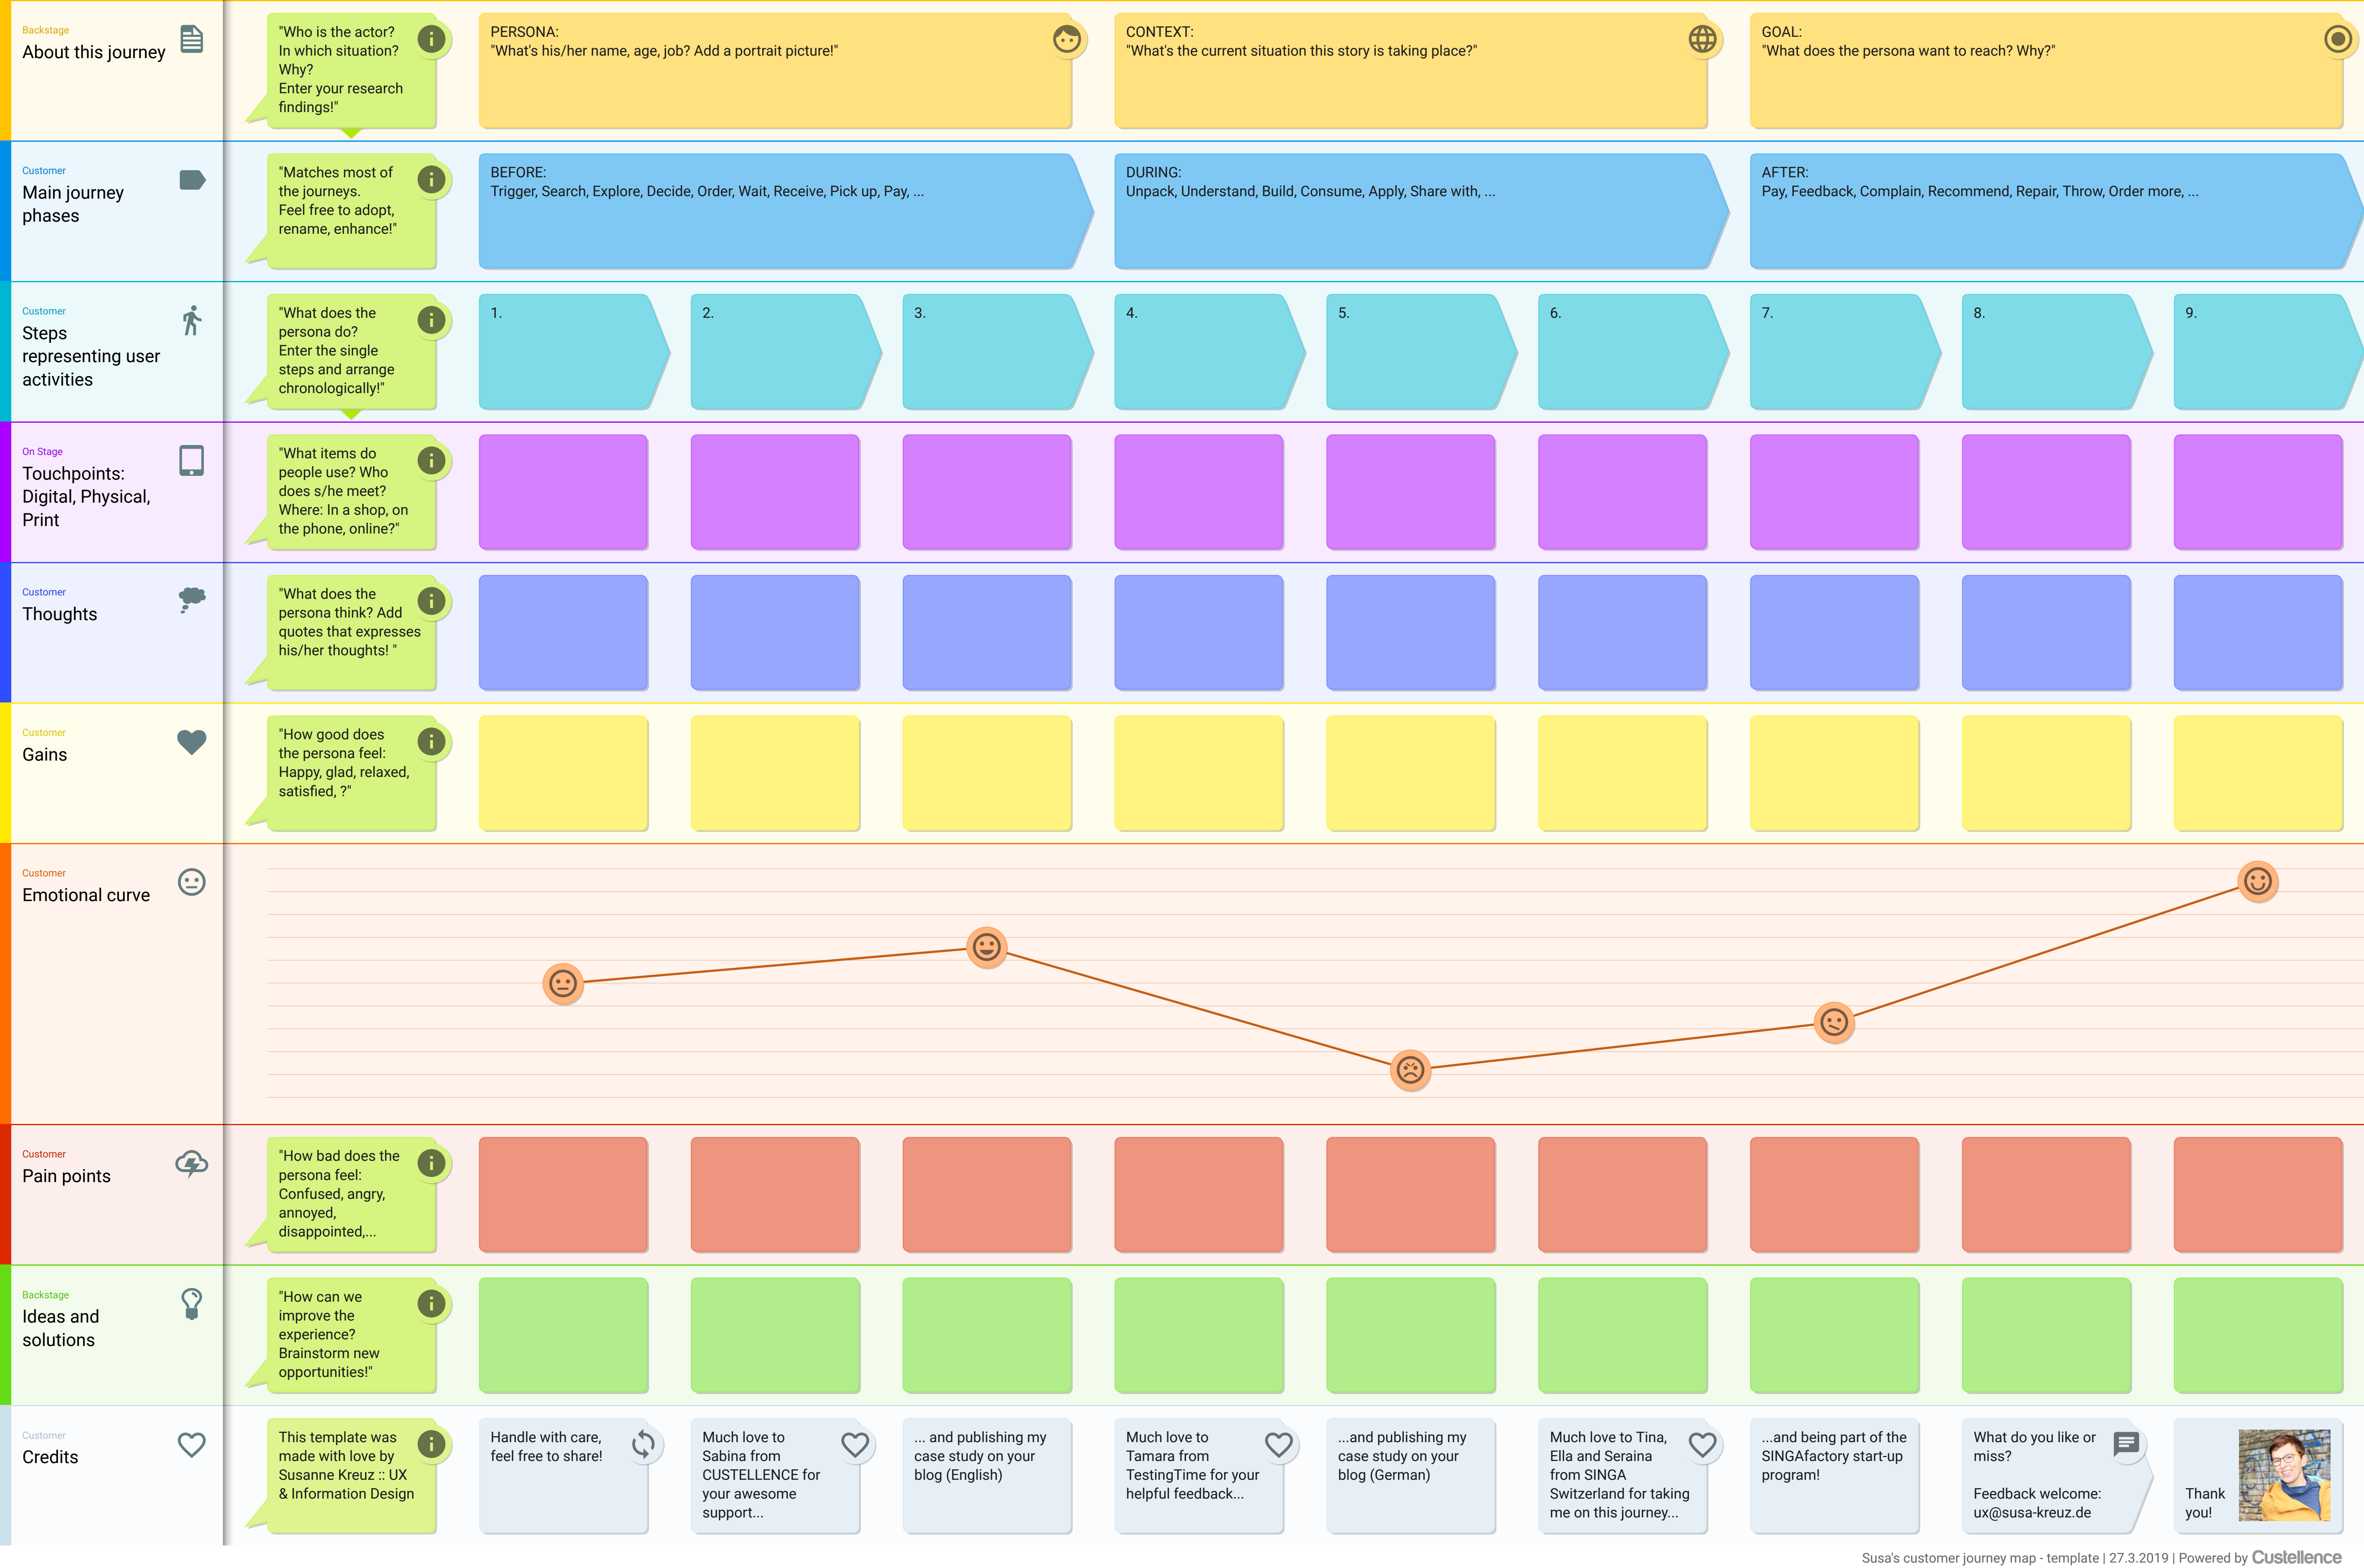 Backstage
About this journey
"Who is the actor?
In which situation?
Why?
Enter your research
findings!"
PERSONA:
"What's his/her name, age, job? Add a portrait picture!"
CONTEXT:
"What's the current situation this story is taking place?"
GOAL:
"What does the persona want to reach? Why?"
Customer
Main journey
phases
"Matches most of
the journeys.
Feel free to adopt,
rename, enhance!"
BEFORE:
Trigger, Search, Explore, Decide, Order, Wait, Receive, Pick up, Pay, ...
DURING:
Unpack, Understand, Build, Consume, Apply, Share with, ...
AFTER:
Pay, Feedback, Complain, Recommend, Repair, Throw, Order more, ...
Customer
Steps
representing user
activities
"What does the
persona do?
Enter the single
steps and arrange
chronologically!"
1.
2.
3.
4.
5.
6.
7.
8.
9.
On Stage
Touchpoints:
Digital, Physical,
Print
"What items do
people use? Who
does s/he meet?
Where: In a shop, on
the phone, online?"
Customer
Thoughts
"What does the
persona think? Add
quotes that expresses
his/her thoughts! "
Customer
Gains
"How good does
the persona feel:
Happy, glad, relaxed,
satisfied, ?"
Customer
Emotional curve
Customer
Pain points
"How bad does the
persona feel:
Confused, angry,
annoyed,
disappointed,...
Backstage
Ideas and
solutions
"How can we
improve the
experience?
Brainstorm new
opportunities!"
Customer
Credits
This template was
made with love by
Susanne Kreuz :: UX
& Information Design
Handle with care,
feel free to share!
Much love to
Sabina from
CUSTELLENCE for
your awesome
support...
... and publishing my
case study on your
blog (English)
Much love to
Tamara from
TestingTime for your
helpful feedback...
...and publishing my
case study on your
blog (German)
Much love to Tina,
Ella and Seraina
from SINGA
Switzerland for taking
me on this journey...
...and being part of the
SINGAfactory start-up
program!
What do you like or
miss?
Feedback welcome:
ux@susa-kreuz.de
Thank
you!
Susa's customer journey map - template | 27.3.2019 | Powered by Custellence